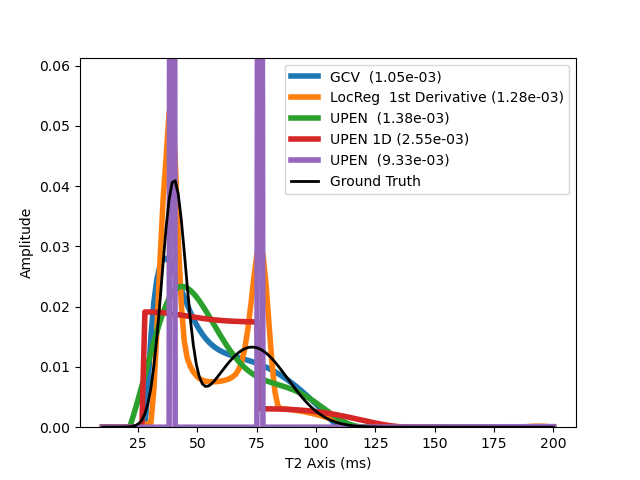 0.06
0.05
0.04
0.03
0.02
0.01
0.00
Amplitude
GCV  (1.05e-03)
LocReg  1st Derivative (1.28e-03)
UPEN  (1.38e-03)
UPEN 1D (2.55e-03)
UPEN  (9.33e-03)
Ground Truth
25 50 75 100 125 150 175 200
T2 Axis (ms)